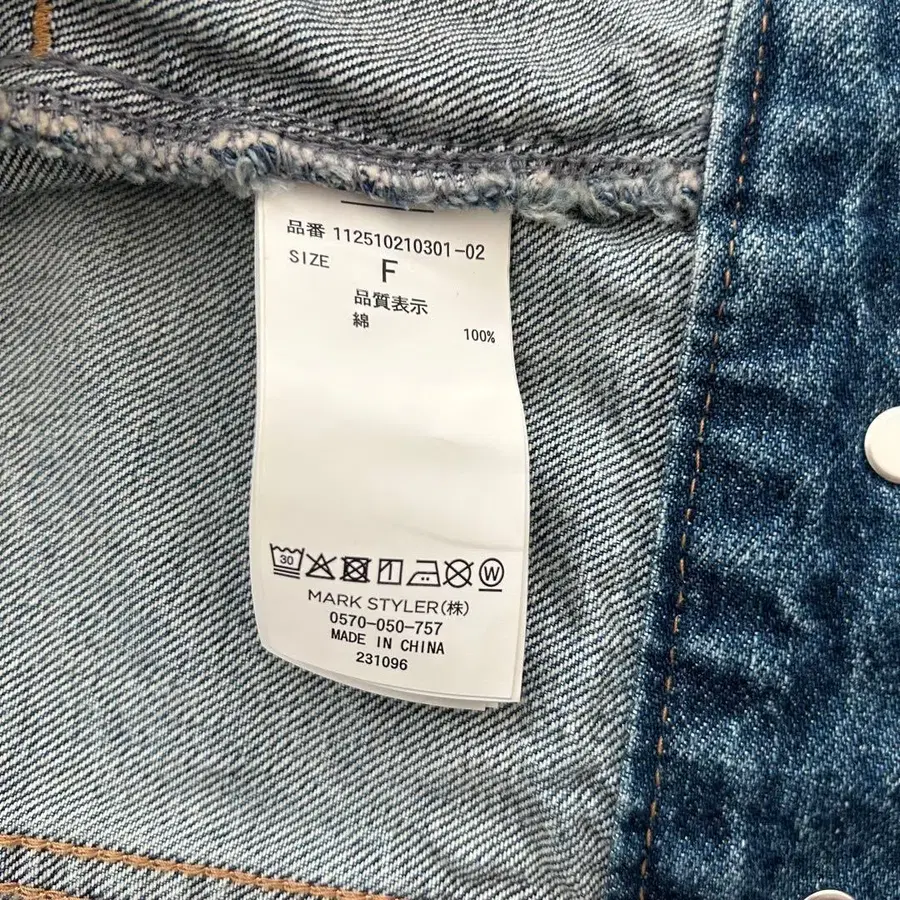 品番 112510210301-02
SIZE F
品質表示
綿 100%
30 W
MARK STYLER(株)
0570-050-757
MADE IN CHINA
231096